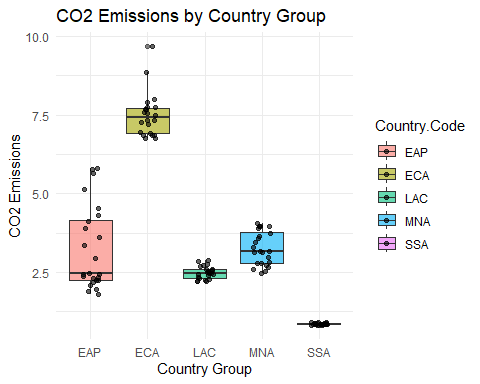 CO2 Emissions by Country Group
10.0
7.5
5.0
2.5
CO2 Emissions
EAP ECA LAC MNA SSA
Country Group
Country.Code
EAP
ECA
LAC
MNA
SSA